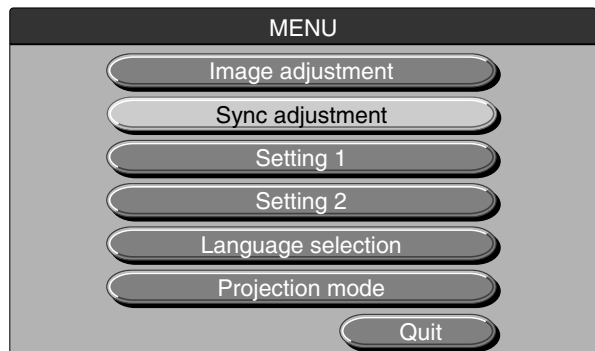 MENU
Image adjustment
Sync adjustment
Setting 1
Setting 2
Language selection
Projection mode
Quit